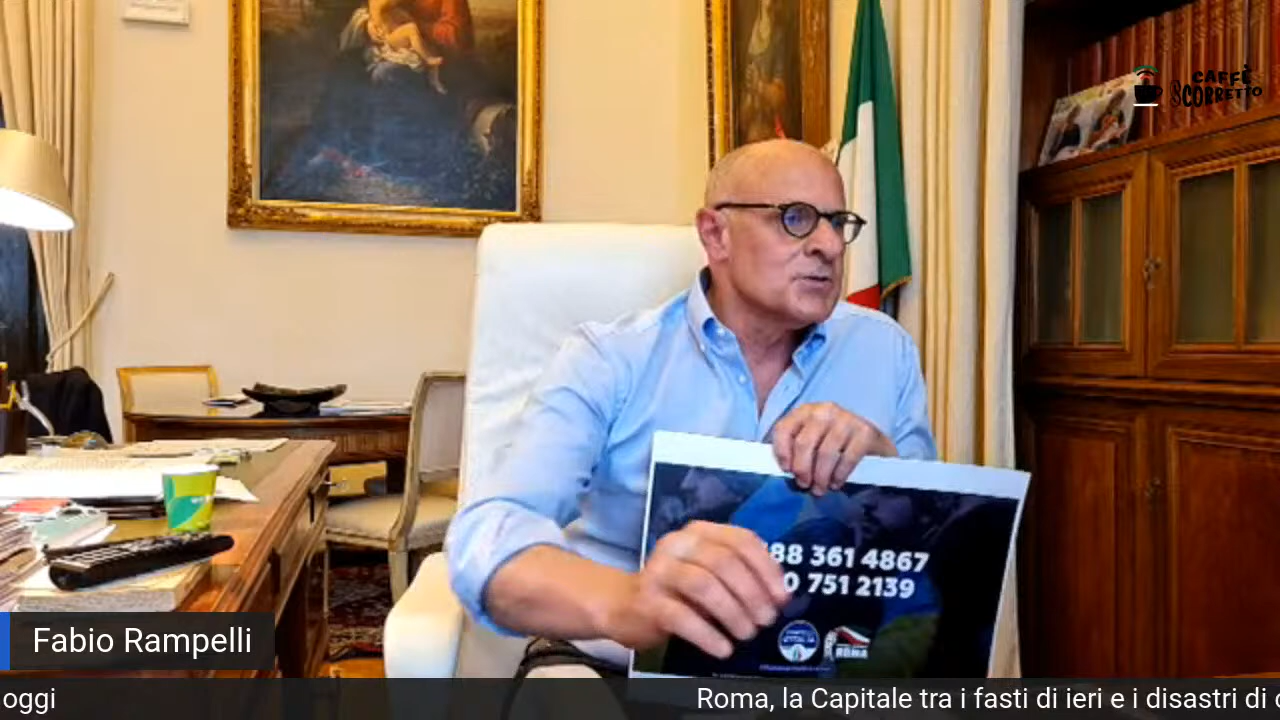 CAFFÈ
SCORRETTO
88 361 4867
0 751 2139
ROMA
Fabio Rampelli
oggi
Roma, la Capitale tra i fasti di ieri e i disastri di